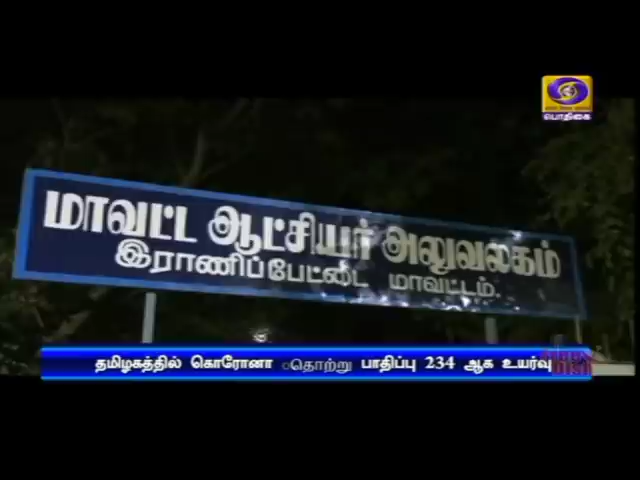 பொதிகை
மாவட்ட ஆட்சியர் அலுவலகம்
இராணிப்பேட்டை மாவட்டம்.
தமிழகத்தில் கொரோனா தொற்று பாதிப்பு 234 ஆக உயர்வு